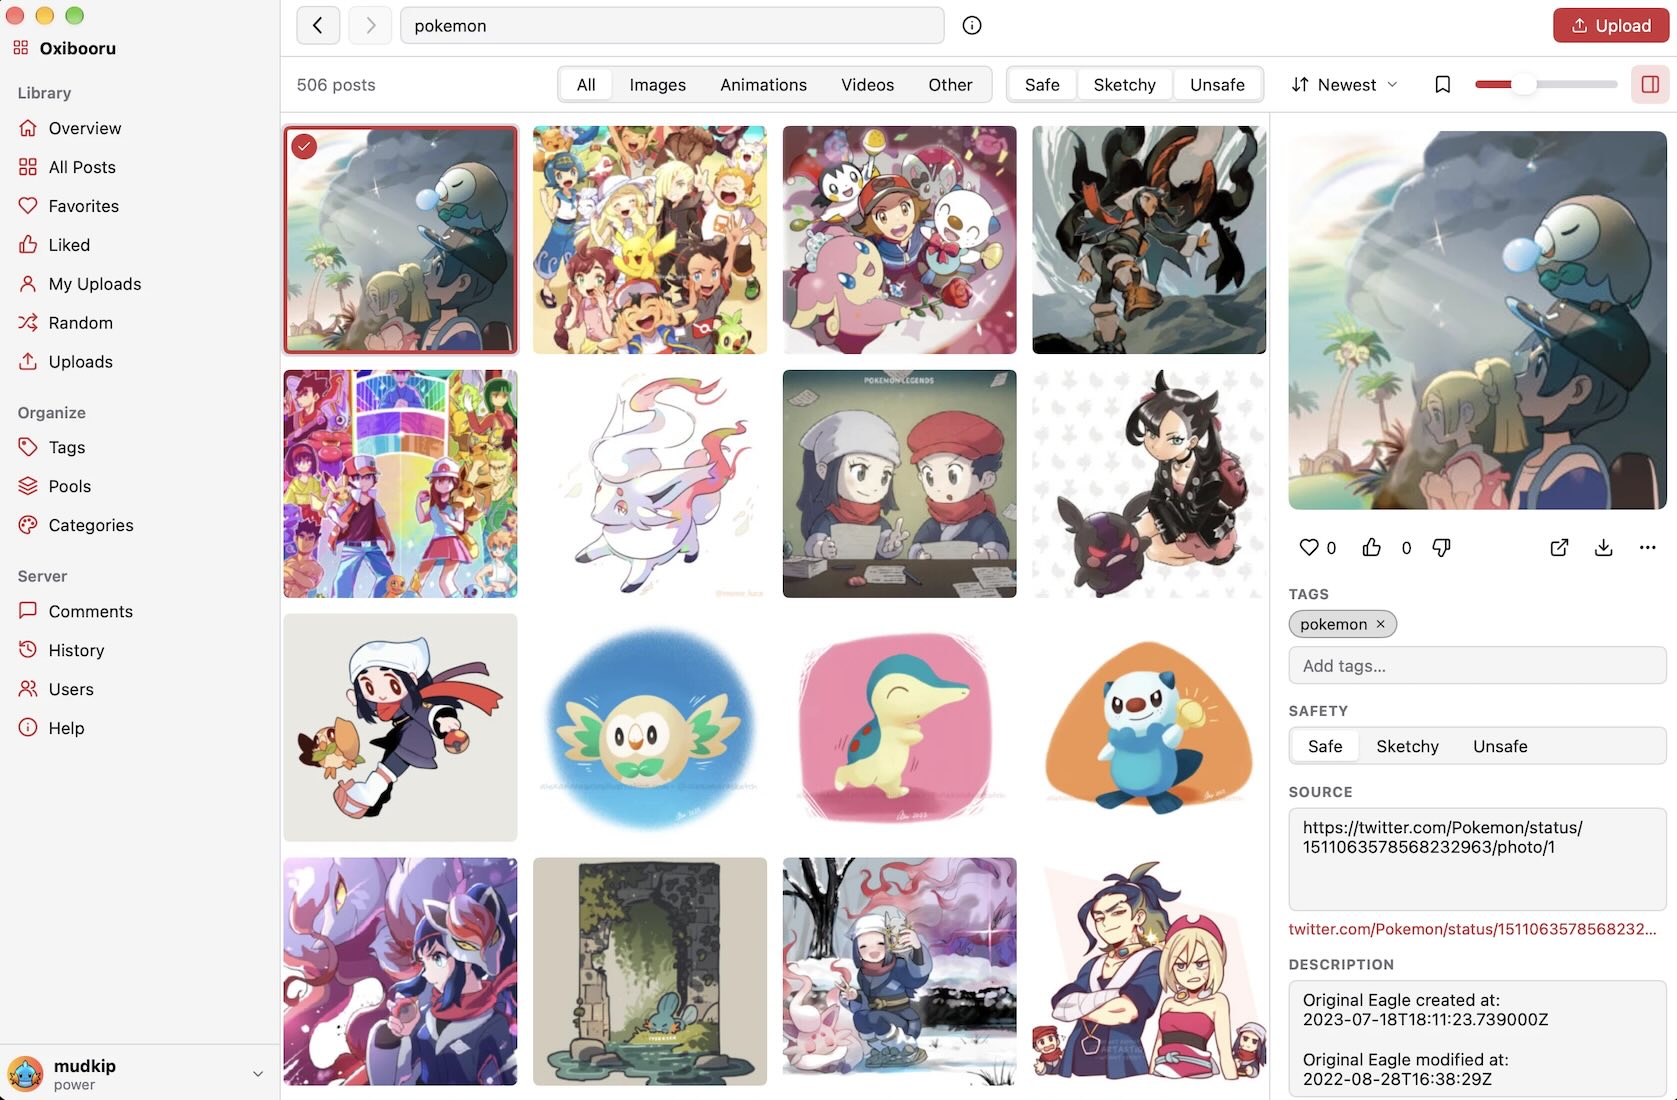 Oxibooru
Library
Overview
All Posts
Favorites
Liked
My Uploads
Random
Uploads
Organize
Tags
Pools
Categories
Server
Comments
History
Users
Help
mudkip
power
pokemon
Upload
506 posts
All
Images
Animations
Videos
Other
Safe
Sketchy
Unsafe
Newest
POKEMON LEGENDS
0
0
TAGS
pokemon ×
Add tags...
SAFETY
Safe
Sketchy
Unsafe
SOURCE
https://twitter.com/Pokemon/status/
1511063578568232963/photo/1
twitter.com/Pokemon/status/1511063578568232...
DESCRIPTION
Original Eagle created at:
2023-07-18T18:11:23.739000Z
Original Eagle modified at:
2022-08-28T16:38:29Z